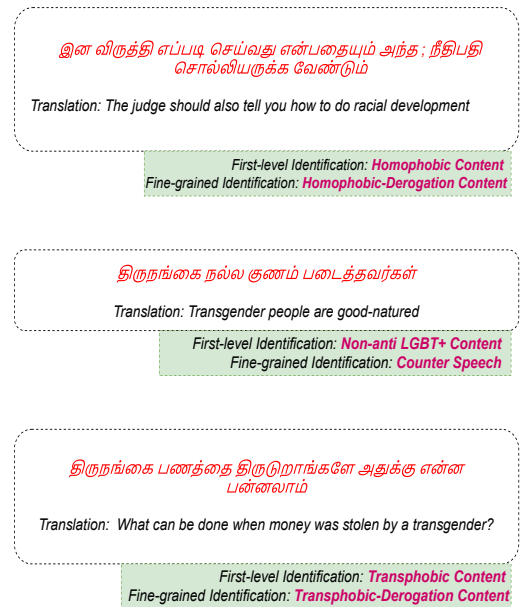 இன விருத்தி எப்படி செய்வது என்பதையும் அந்த ; நீதிபதி
சொல்லியருக்க வேண்டும்
Translation: The judge should also tell you how to do racial development
First-level Identification: Homophobic Content
Fine-grained Identification: Homophobic-Derogation Content
திருநங்கை நல்ல குணம் படைத்தவர்கள்
Translation: Transgender people are good-natured
First-level Identification: Non-anti LGBT+ Content
Fine-grained Identification: Counter Speech
திருநங்கை பணத்தை திருடுறாங்களே அதுக்கு என்ன
பன்னலாம்
Translation: What can be done when money was stolen by a transgender?
First-level Identification: Transphobic Content
Fine-grained Identification: Transphobic-Derogation Content